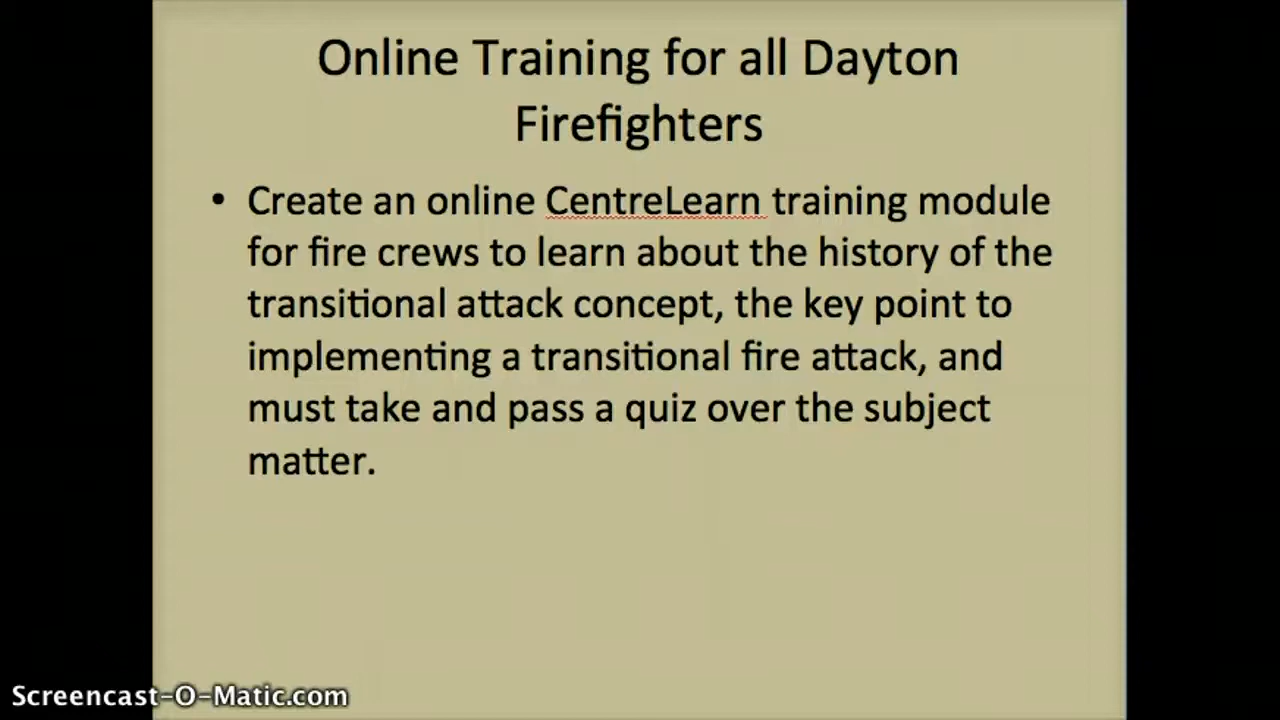 Online Training for all Dayton
Firefighters
• Create an online CentreLearn training module
for fire crews to learn about the history of the
transitional attack concept, the key point to
implementing a transitional fire attack, and
must take and pass a quiz over the subject
matter.
Screencast-O-Matic.com